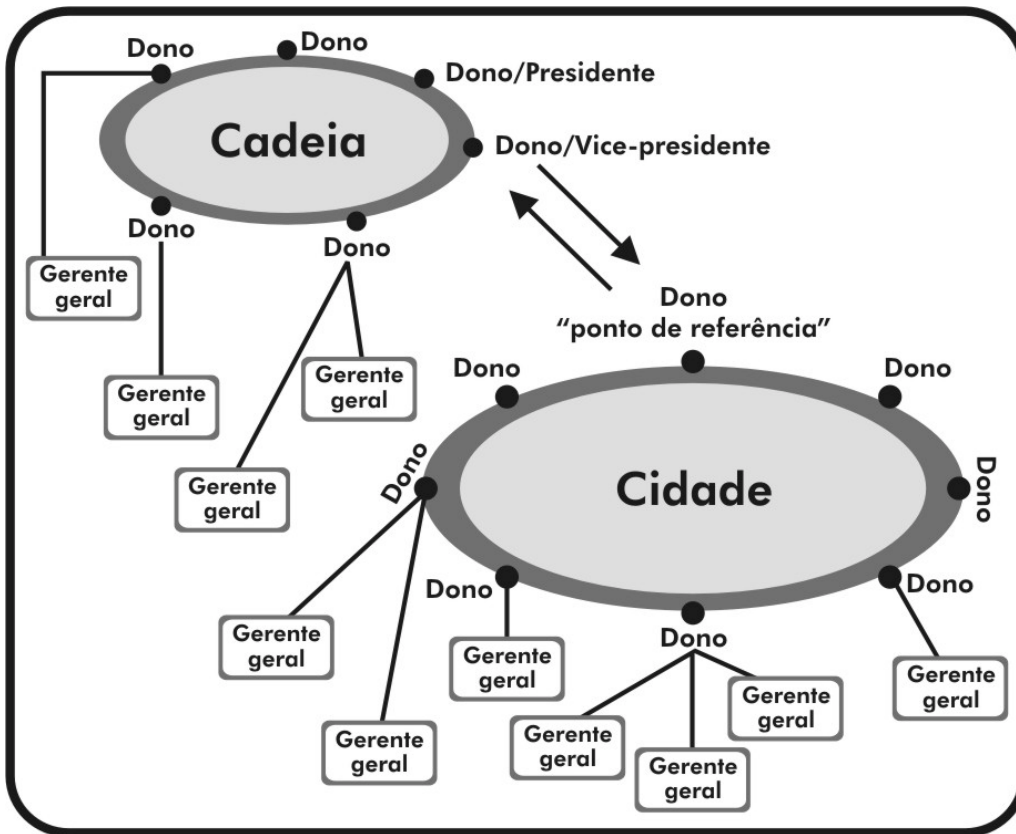 Dono
Dono
Dono/Presidente
Cadeia
Dono/Vice-presidente
Dono
Dono
Gerente
geral
Gerente
geral
Gerente
geral
Gerente
geral
Dono
“ponto de referência”
Dono
Dono
Dono
Cidade
Dono
Dono
Dono
Dono
Gerente
geral
Gerente
geral
Gerente
geral
Gerente
geral
Gerente
geral
Gerente
geral
Gerente
geral